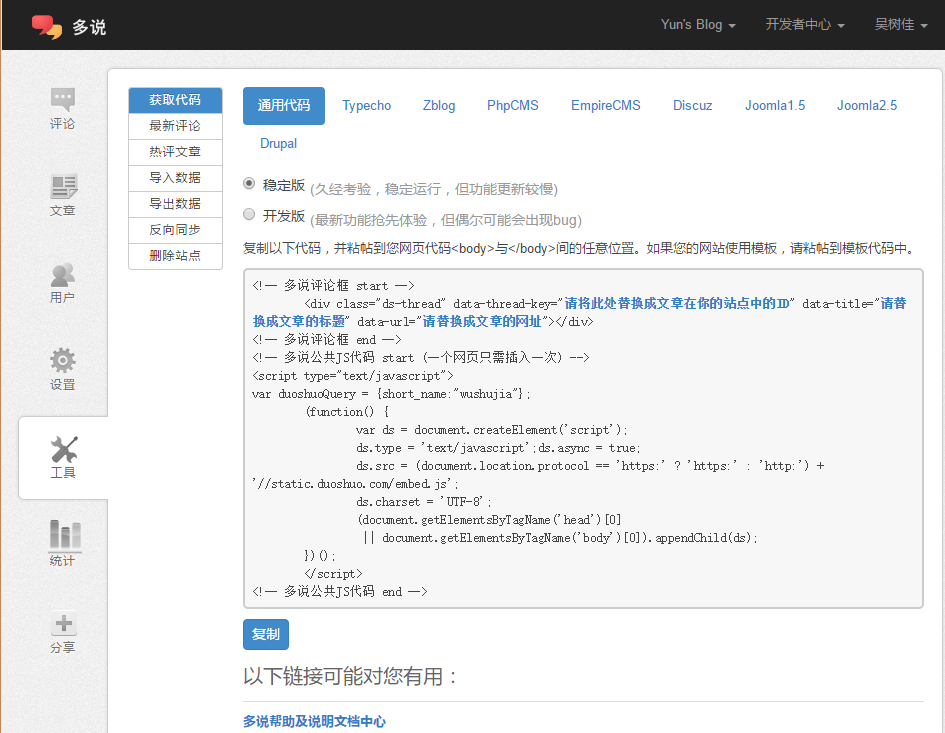 多说
Yun's Blog
开发者中心
吴树佳
评论
文章
用户
设置
工具
统计
分享
获取代码
最新评论
热评文章
导入数据
导出数据
反向同步
删除站点
通用代码 Typecho Zblog PhpCMS EmpireCMS Discuz Joomla1.5 Joomla2.5
Drupal
稳定版 (久经考验，稳定运行，但功能更新较慢)
开发版 (最新功能抢先体验，但偶尔可能会出现bug)
复制以下代码，并粘帖到您网页代码<body>与</body>间的任意位置。如果您的网站使用模板，请粘帖到模板代码中。
<!-- 多说评论框 start -->
<div class="ds-thread" data-thread-key="请将此处替换成文章在你的站点中的ID" data-title="请替
换成文章的标题" data-url="请替换成文章的网址"></div>
<!-- 多说评论框 end -->
<!-- 多说公共JS代码 start (一个网页只需插入一次) -->
<script type="text/javascript">
var duoshuoQuery = {short_name:"wushujia"};
(function() {
var ds = document.createElement('script');
ds.type = 'text/javascript';ds.async = true;
ds.src = (document.location.protocol == 'https:' ? 'https:' : 'http:') +
'//static.duoshuo.com/embed.js';
ds.charset = 'UTF-8';
(document.getElementsByTagName('head')[0]
|| document.getElementsByTagName('body')[0]).appendChild(ds);
})();
</script>
<!-- 多说公共JS代码 end -->
复制
以下链接可能对您有用：
多说帮助及说明文档中心